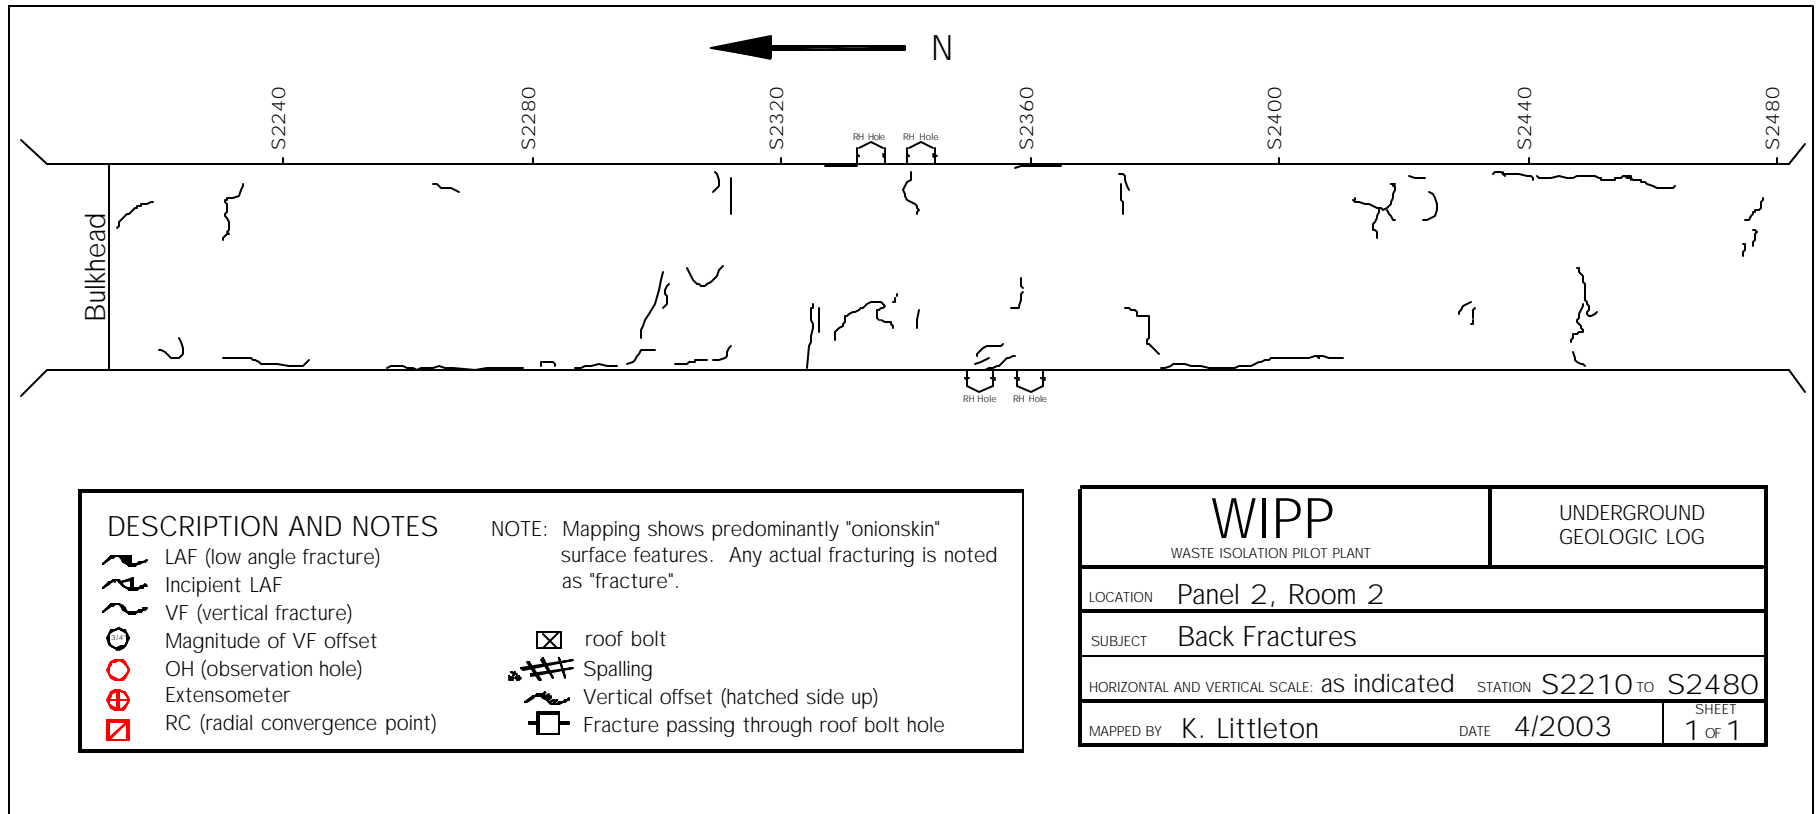 N
S2240
S2280
S2320
S2360
S2400
S2440
S2480
RH Hole
RH Hole
Bulkhead
RH Hole
RH Hole
DESCRIPTION AND NOTES
LAF (low angle fracture)
Incipient LAF
VF (vertical fracture)
3/4"
Magnitude of VF offset
OH (observation hole)
Extensometer
RC (radial convergence point)
NOTE: Mapping shows predominantly "onionskin"
surface features. Any actual fracturing is noted
as "fracture".
roof bolt
Spalling
Vertical offset (hatched side up)
Fracture passing through roof bolt hole
WIPP
WASTE ISOLATION PILOT PLANT
UNDERGROUND
GEOLOGIC LOG
LOCATION Panel 2, Room 2
SUBJECT Back Fractures
HORIZONTAL AND VERTICAL SCALE: as indicated STATION S2210 TO S2480
MAPPED BY K. Littleton DATE 4/2003
SHEET
1 OF 1